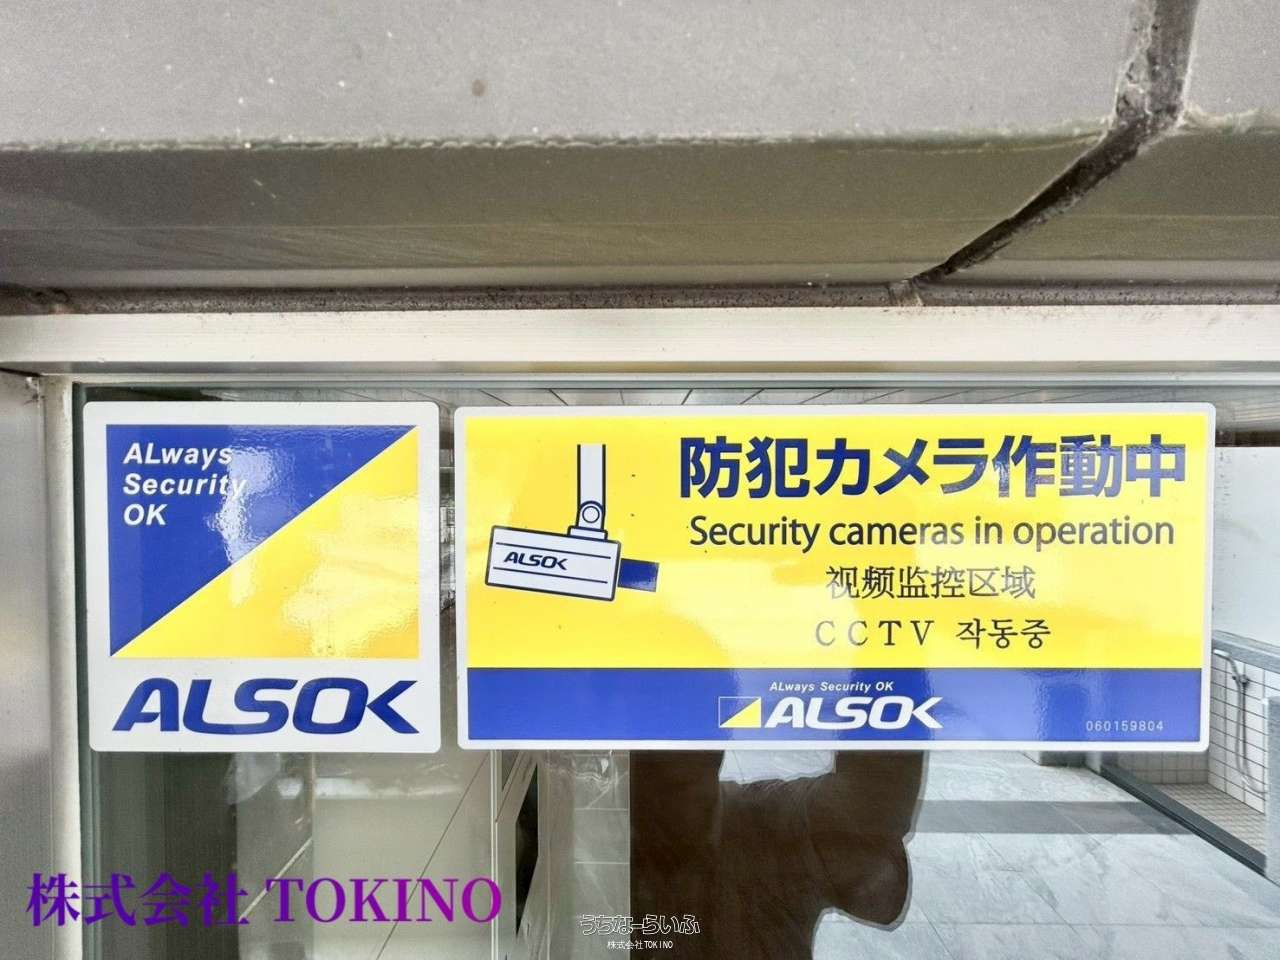 ALways
Security
OK
ALSOK
防犯カメラ作動中
Security cameras in operation
ALSOK
视频监控区域
CCTV 작동중
ALways Security OK
ALSOK
060159804
株式会社 TOKINO
うちなーらいふ
株式会社TOKINO